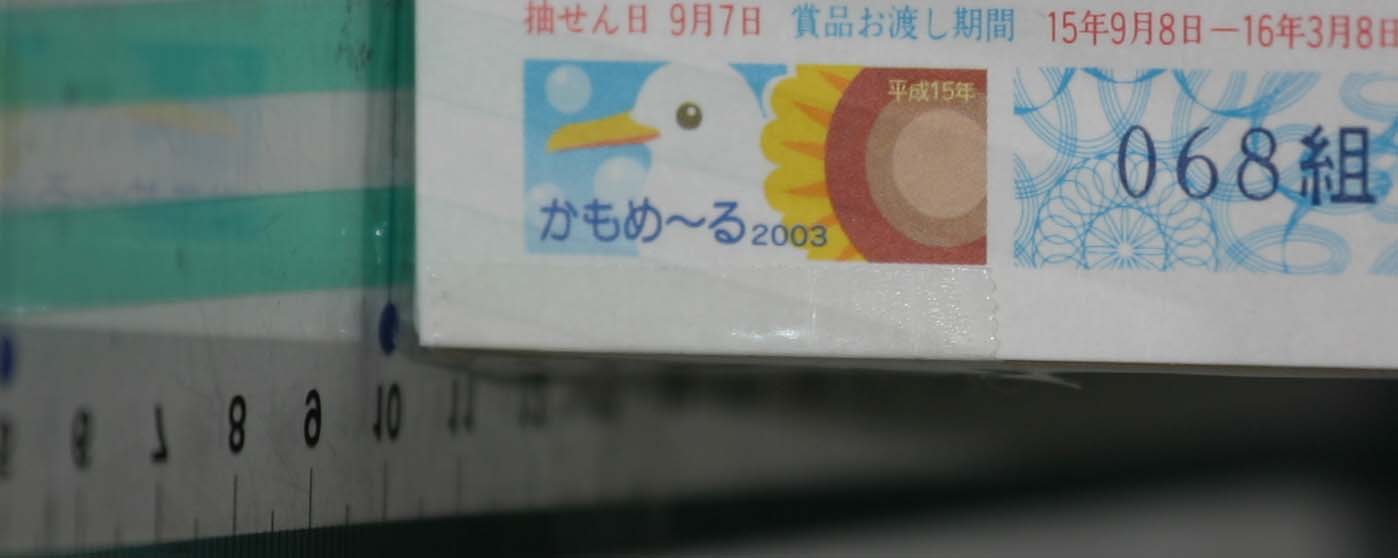 抽せん日 9月7日 賞品お渡し期間 15年9月8日－16年3月8日
平成15年
068組
かもめ〜る2003
6 7 8 9 10 11